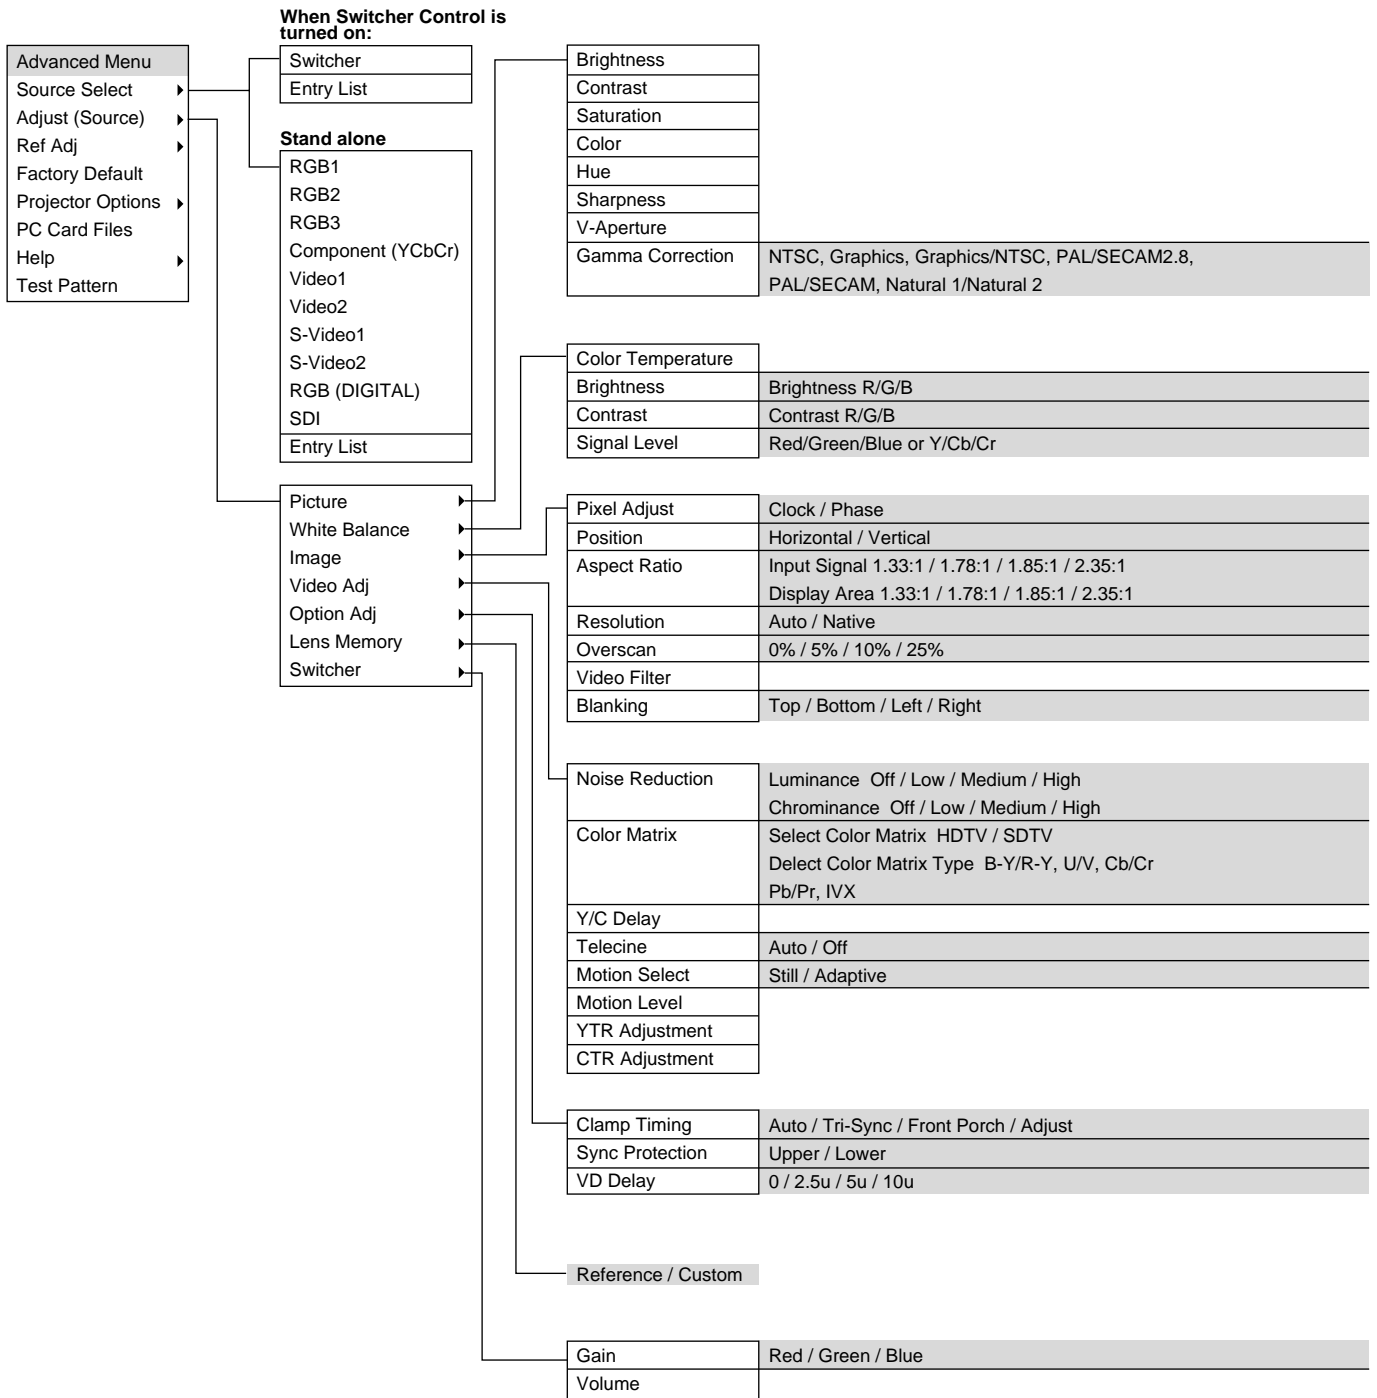 When Switcher Control is
turned on:
Advanced Menu
Source Select
Adjust (Source)
Ref Adj
Factory Default
Projector Options
PC Card Files
Help
Test Pattern
Switcher
Entry List
Stand alone
RGB1
RGB2
RGB3
Component (YCbCr)
Video1
Video2
S-Video1
S-Video2
RGB (DIGITAL)
SDI
Entry List
Picture
White Balance
Image
Video Adj
Option Adj
Lens Memory
Switcher
Brightness
Contrast
Saturation
Color
Hue
Sharpness
V-Aperture
Gamma Correction NTSC, Graphics, Graphics/NTSC, PAL/SECAM2.8,
PAL/SECAM, Natural 1/Natural 2
Color Temperature
Brightness Brightness R/G/B
Contrast Contrast R/G/B
Signal Level Red/Green/Blue or Y/Cb/Cr
Pixel Adjust Clock / Phase
Position Horizontal / Vertical
Aspect Ratio Input Signal 1.33:1 / 1.78:1 / 1.85:1 / 2.35:1
Display Area 1.33:1 / 1.78:1 / 1.85:1 / 2.35:1
Resolution Auto / Native
Overscan 0% / 5% / 10% / 25%
Video Filter
Blanking Top / Bottom / Left / Right
Noise Reduction Luminance Off / Low / Medium / High
Chrominance Off / Low / Medium / High
Color Matrix Select Color Matrix HDTV / SDTV
Delect Color Matrix Type B-Y/R-Y, U/V, Cb/Cr
Pb/Pr, IVX
Y/C Delay
Telecine Auto / Off
Motion Select Still / Adaptive
Motion Level
YTR Adjustment
CTR Adjustment
Clamp Timing Auto / Tri-Sync / Front Porch / Adjust
Sync Protection Upper / Lower
VD Delay 0 / 2.5u / 5u / 10u
Reference / Custom
Gain Red / Green / Blue
Volume